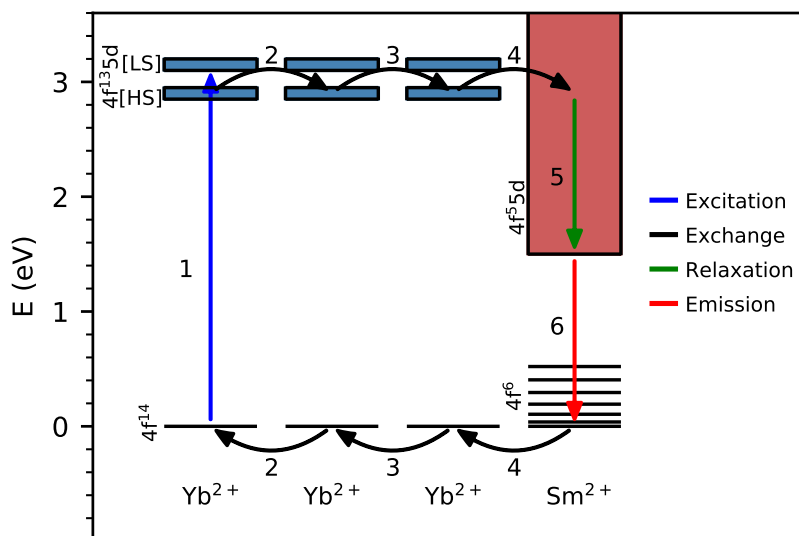 4f¹³5d
[LS]
[HS]
2
3
4
3
5
4f⁵5d
2
Excitation
Exchange
Relaxation
Emission
E (eV)
1
1
6
4f⁶
4f¹⁴
0
2
3
4
Yb²⁺
Yb²⁺
Yb²⁺
Sm²⁺